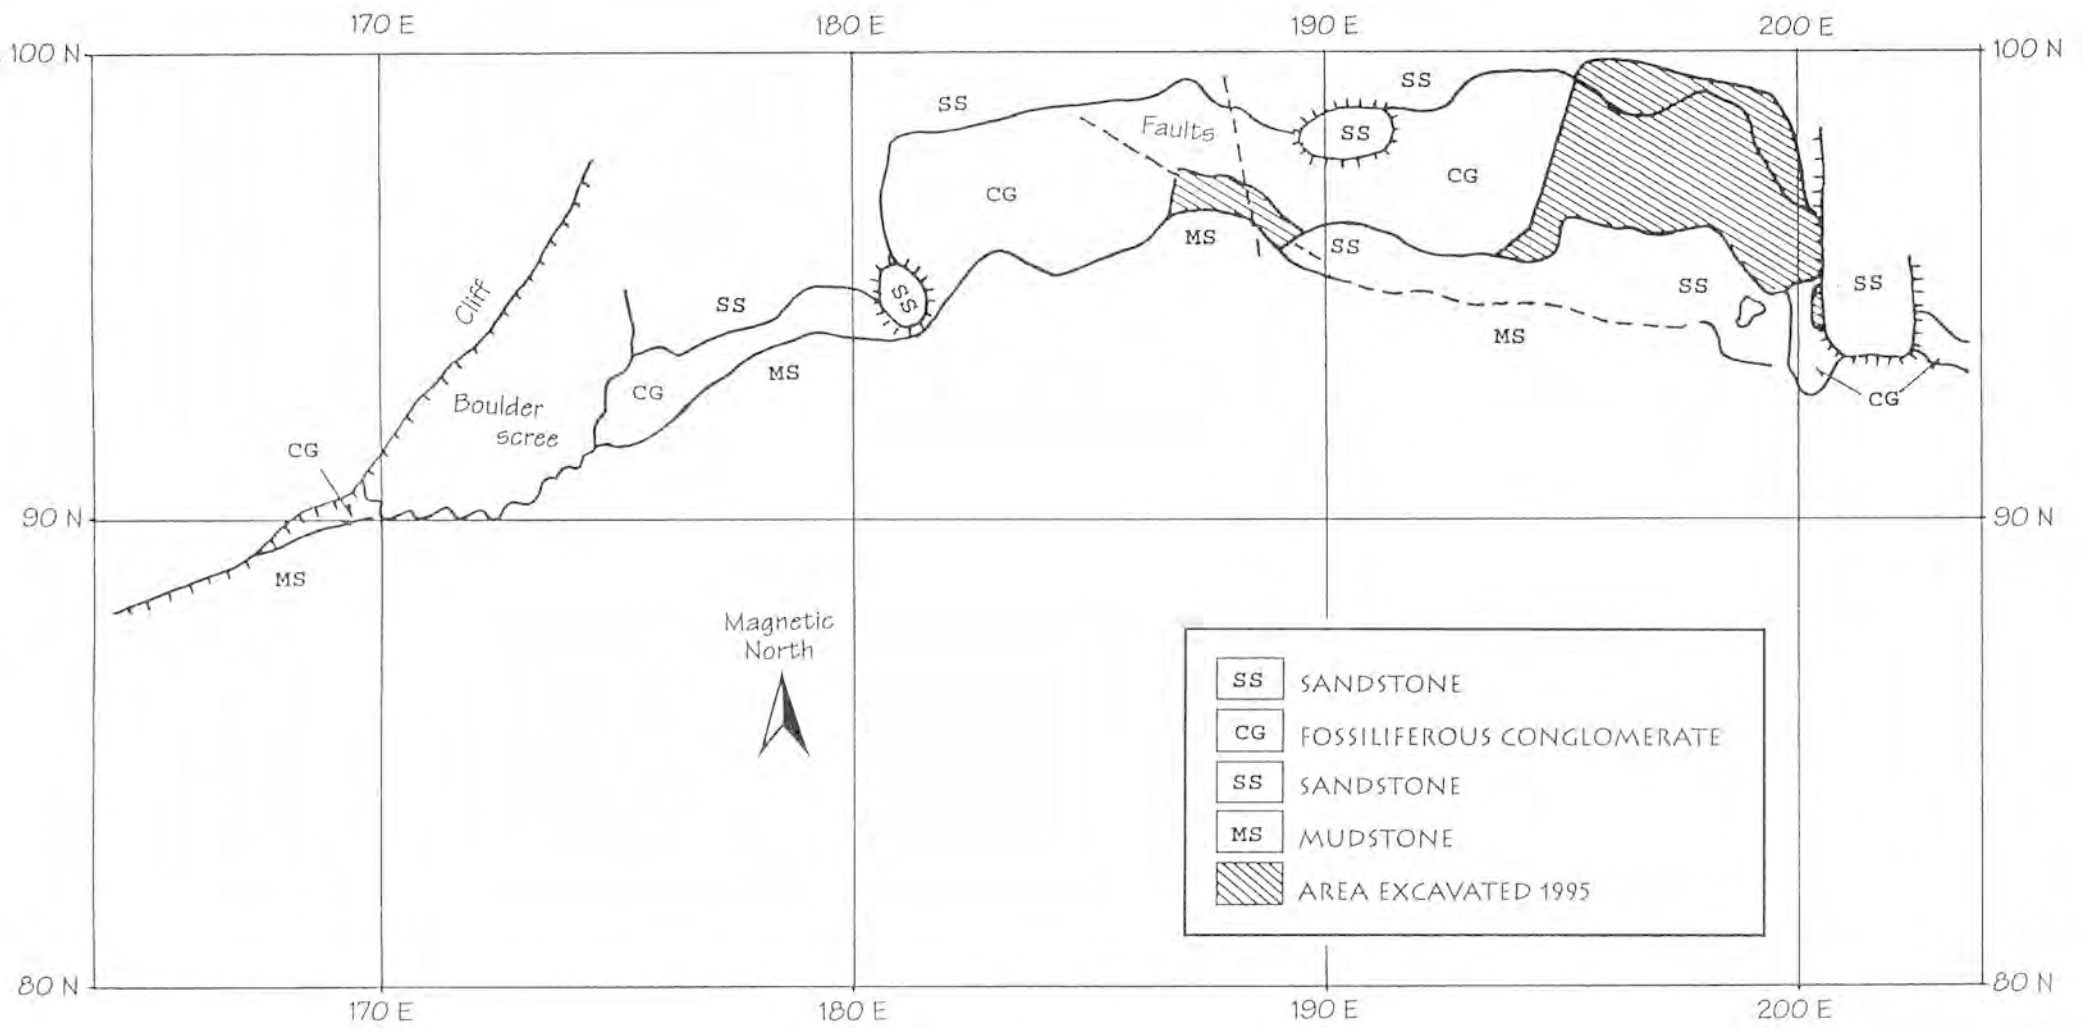 170 E
180 E
190 E
200 E
100 N
100 N
SS
SS
Faults
SS
CG
CG
MS
SS
Cliff
SS
SS
SS
SS
MS
MS
CG
Boulder
scree
CG
CG
90 N
90 N
MS
Magnetic
North
SS SANDSTONE
CG FOSSILIFEROUS CONGLOMERATE
SS SANDSTONE
MS MUDSTONE
AREA EXCAVATED 1995
80 N
80 N
170 E
180 E
190 E
200 E